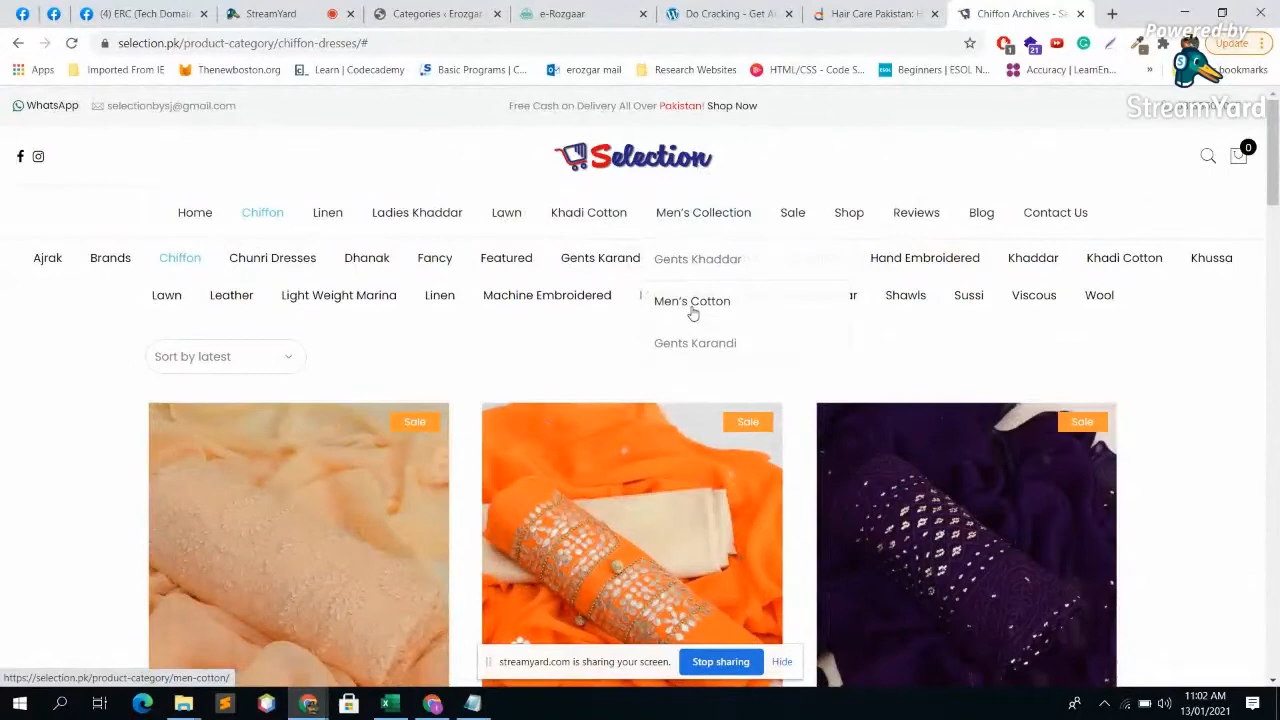 ERC (Tech Domain
StreamYard
Categories ‹ Erozgar
e-Rozgaar
Do Cracking - Get A
Hair Care Pakistan: H
Chiffon Archives - Se
selection.pk/product-category/chiffon-dresses/#
1
21
Update
Powered by
StreamYard
Apps
Imported From IE
Thenewboston.org
Learn | Codecademy
Basic Programs | C...
erozgar mail
Research Websites
HTML/CSS - Code S...
Beginners | ESOL N...
Accuracy | LearnEn...
»
bookmarks
WhatsApp
selectionbysj@gmail.com
Free Cash on Delivery All Over Pakistan! Shop Now
Selection
0
Home
Chiffon
Linen
Ladies Khaddar
Lawn
Khadi Cotton
Men's Collection
Sale
Shop
Reviews
Blog
Contact Us
Ajrak
Brands
Chiffon
Chunri Dresses
Dhanak
Fancy
Featured
Gents Karand
Gents Khaddar
Hand Embroidered
Khaddar
Khadi Cotton
Khussa
Lawn
Leather
Light Weight Marina
Linen
Machine Embroidered
Men's Cotton
ar
Shawls
Sussi
Viscous
Wool
Gents Karandi
Sort by latest
Sale
Sale
Sale
streamyard.com is sharing your screen.
Stop sharing
Hide
https://selection.pk/product-category/men-cotton/
11:02 AM
13/01/2021